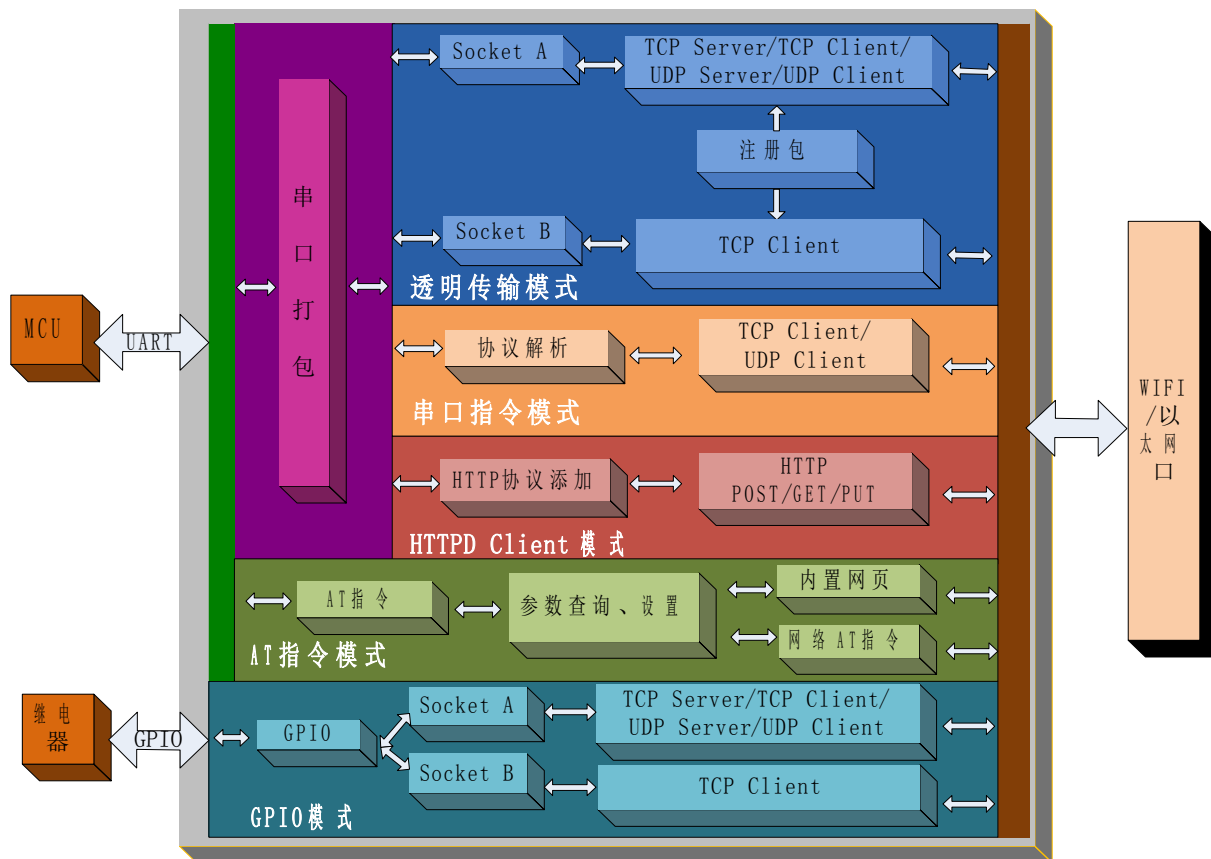 MCU
UART
串
口
打
包
Socket A
TCP Server/TCP Client/
UDP Server/UDP Client
注册包
Socket B
TCP Client
透明传输模式
协议解析
TCP Client/
UDP Client
串口指令模式
HTTP协议添加
HTTP
POST/GET/PUT
HTTPD Client模式
AT指令
参数查询、设置
内置网页
网络AT指令
AT指令模式
继电
器
GPIO
GPIO
Socket A
TCP Server/TCP Client/
UDP Server/UDP Client
Socket B
TCP Client
GPIO模式
WIFI
/以
太网
口